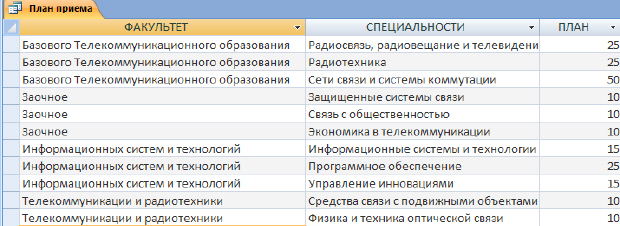 План приема
ФАКУЛЬТЕТ СПЕЦИАЛЬНОСТИ ПЛАН
Базового Телекоммуникационного образования Радиосвязь, радиовещание и телевидени 25
Базового Телекоммуникационного образования Радиотехника 25
Базового Телекоммуникационного образования Сети связи и системы коммутации 50
Заочное Защищенные системы связи 10
Заочное Связь с общественностью 10
Заочное Экономика в телекоммуникации 10
Информационных систем и технологий Информационные системы и технологии 15
Информационных систем и технологий Программное обеспечение 25
Информационных систем и технологий Управление инновациями 15
Телекоммуникации и радиотехники Средства связи с подвижными объектами 10
Телекоммуникации и радиотехники Физика и техника оптической связи 10